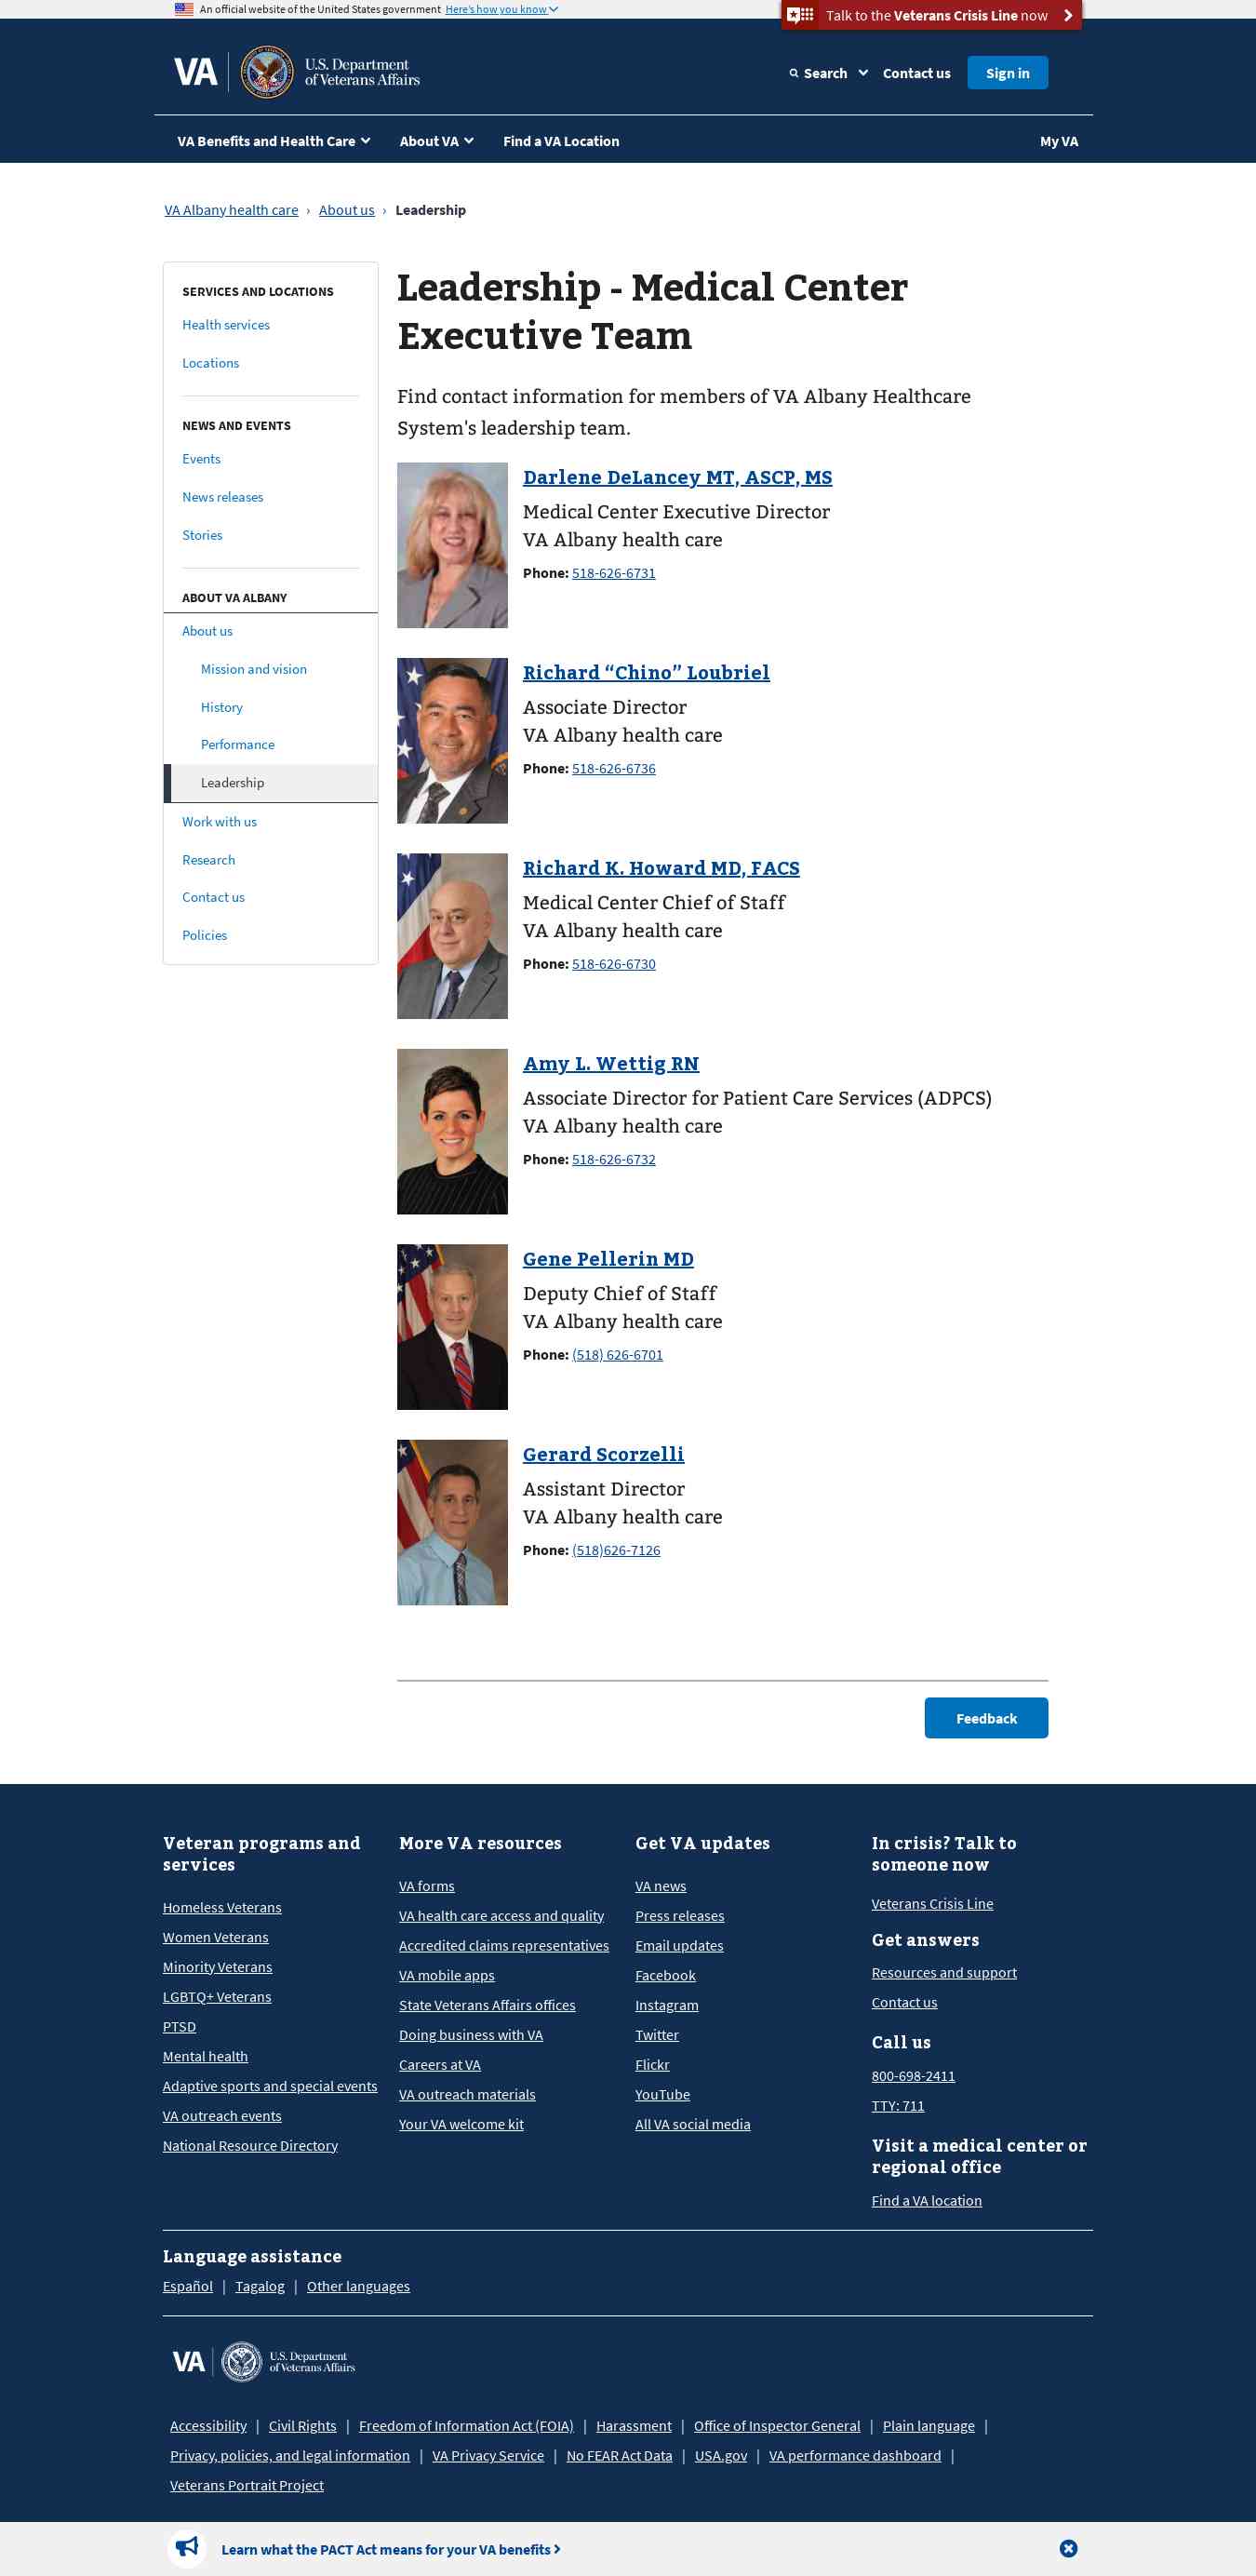 An official website of the United States government Here's how you know
Talk to the Veterans Crisis Line now
VA
U.S. Department
of Veterans Affairs
Search
Contact us
Sign in
VA Benefits and Health Care
About VA
Find a VA Location
My VA
VA Albany health care › About us › Leadership
SERVICES AND LOCATIONS
Health services
Locations
NEWS AND EVENTS
Events
News releases
Stories
ABOUT VA ALBANY
About us
Mission and vision
History
Performance
Leadership
Work with us
Research
Contact us
Policies
Leadership - Medical Center
Executive Team
Find contact information for members of VA Albany Healthcare
System's leadership team.
Darlene DeLancey MT, ASCP, MS
Medical Center Executive Director
VA Albany health care
Phone: 518-626-6731
Richard “Chino” Loubriel
Associate Director
VA Albany health care
Phone: 518-626-6736
Richard K. Howard MD, FACS
Medical Center Chief of Staff
VA Albany health care
Phone: 518-626-6730
Amy L. Wettig RN
Associate Director for Patient Care Services (ADPCS)
VA Albany health care
Phone: 518-626-6732
Gene Pellerin MD
Deputy Chief of Staff
VA Albany health care
Phone: (518) 626-6701
Gerard Scorzelli
Assistant Director
VA Albany health care
Phone: (518)626-7126
Feedback
Veteran programs and
services
Homeless Veterans
Women Veterans
Minority Veterans
LGBTQ+ Veterans
PTSD
Mental health
Adaptive sports and special events
VA outreach events
National Resource Directory
More VA resources
VA forms
VA health care access and quality
Accredited claims representatives
VA mobile apps
State Veterans Affairs offices
Doing business with VA
Careers at VA
VA outreach materials
Your VA welcome kit
Get VA updates
VA news
Press releases
Email updates
Facebook
Instagram
Twitter
Flickr
YouTube
All VA social media
In crisis? Talk to
someone now
Veterans Crisis Line
Get answers
Resources and support
Contact us
Call us
800-698-2411
TTY: 711
Visit a medical center or
regional office
Find a VA location
Language assistance
Español | Tagalog | Other languages
VA
U.S. Department
of Veterans Affairs
Accessibility | Civil Rights | Freedom of Information Act (FOIA) | Harassment | Office of Inspector General | Plain language |
Privacy, policies, and legal information | VA Privacy Service | No FEAR Act Data | USA.gov | VA performance dashboard |
Veterans Portrait Project
Learn what the PACT Act means for your VA benefits